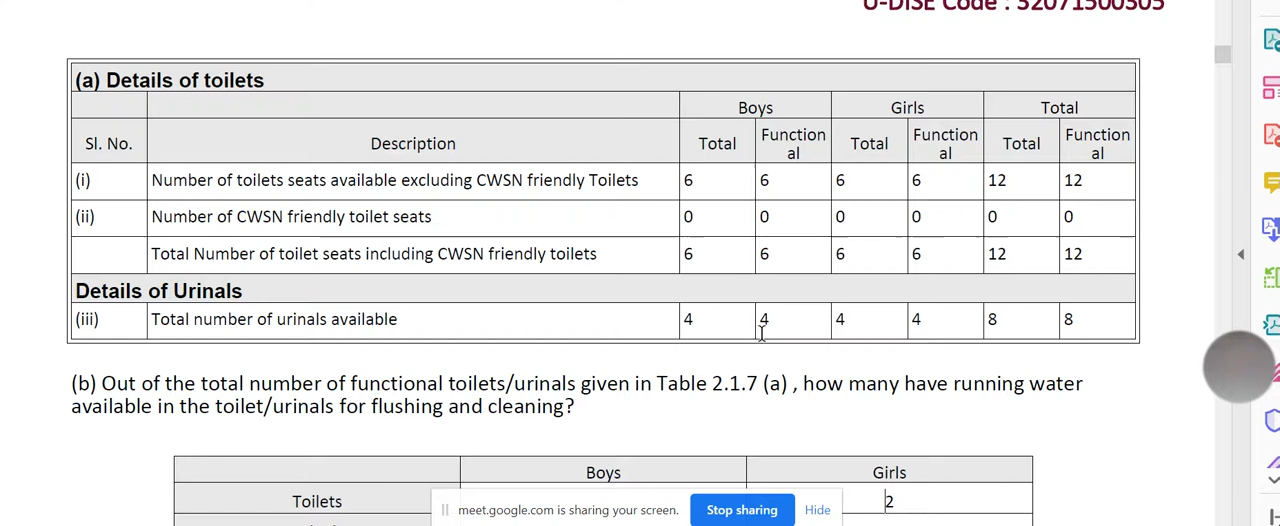 U-DISE Code : 32071500305
(a) Details of toilets
Boys Girls Total
Sl. No. Description Total Function al Total Function al Total Function al
(i) Number of toilets seats available excluding CWSN friendly Toilets 6 6 6 6 12 12
(ii) Number of CWSN friendly toilet seats 0 0 0 0 0 0
Total Number of toilet seats including CWSN friendly toilets 6 6 6 6 12 12
Details of Urinals
(iii) Total number of urinals available 4 4 4 4 8 8
(b) Out of the total number of functional toilets/urinals given in Table 2.1.7 (a) , how many have running water
available in the toilet/urinals for flushing and cleaning?
Boys Girls
Toilets 2
meet.google.com is sharing your screen. Stop sharing Hide